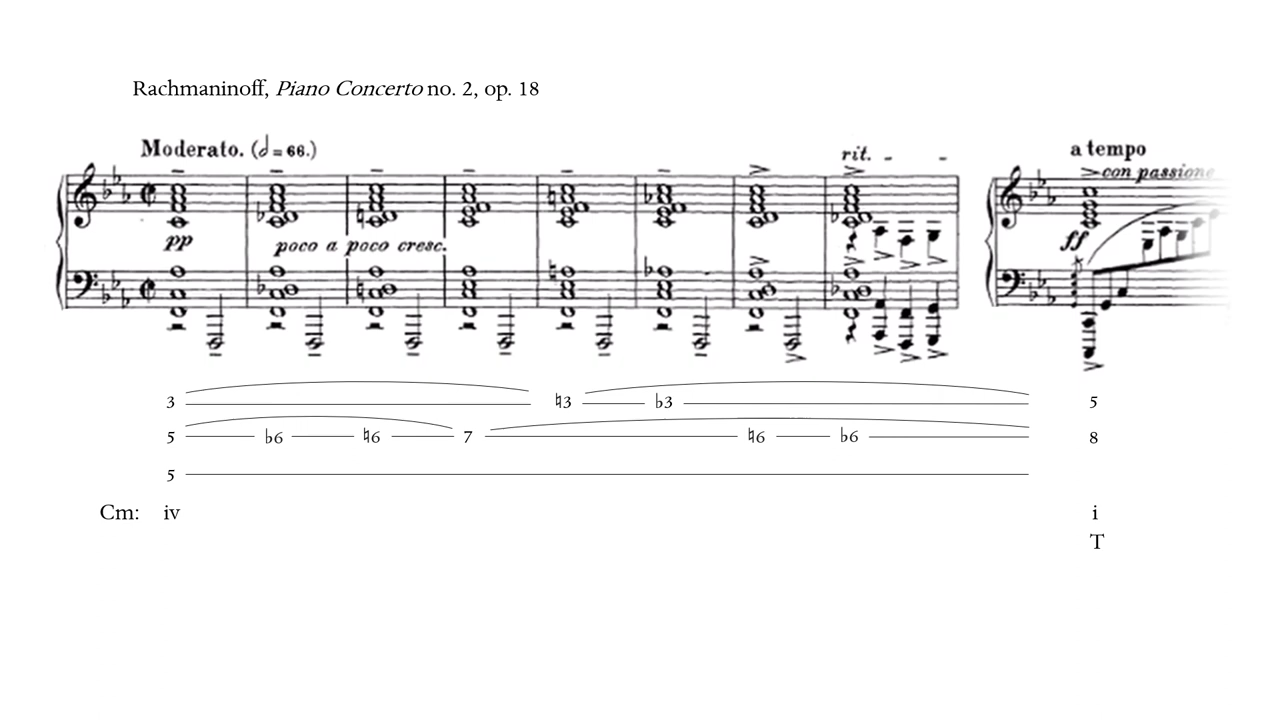 Rachmaninoff, Piano Concerto no. 2, op. 18
Moderato. (𝅗𝅥 = 66.)
rit. - -
a tempo
con passione
pp
poco a poco cresc.
ff
3 ♮3 ♭3 5
5 ♭6 ♮6 7 ♮6 ♭6 8
5
Cm: iv i
T